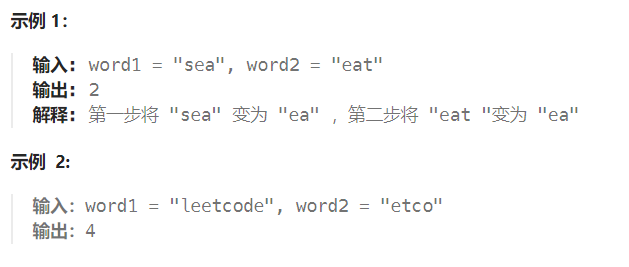 示例 1：
输入：word1 = "sea", word2 = "eat"
输出：2
解释：第一步将 "sea" 变为 "ea" ，第二步将 "eat "变为 "ea"
示例  2:
输入：word1 = "leetcode", word2 = "etco"
输出：4